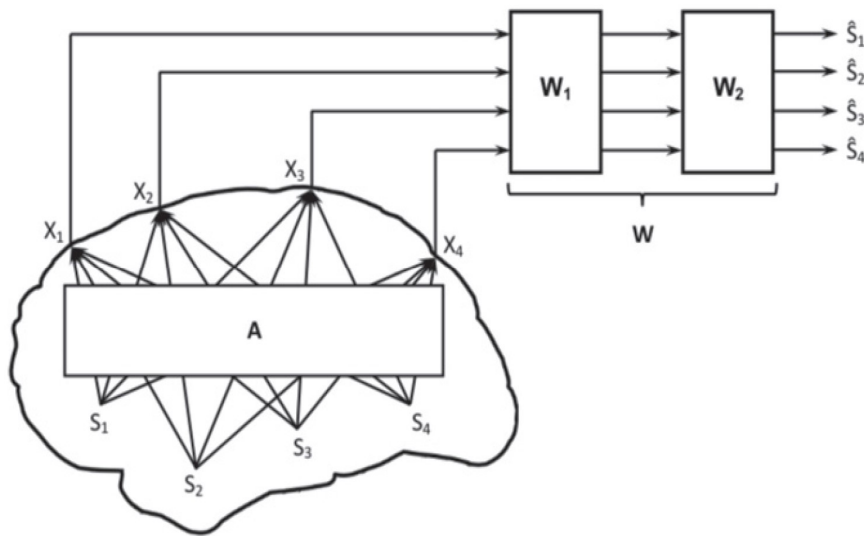 Ŝ₁
W₁ W₂ Ŝ₂
Ŝ₃
Ŝ₄
X₃
X₂
W
X₁ X₄
A
S₁ S₄
S₃
S₂